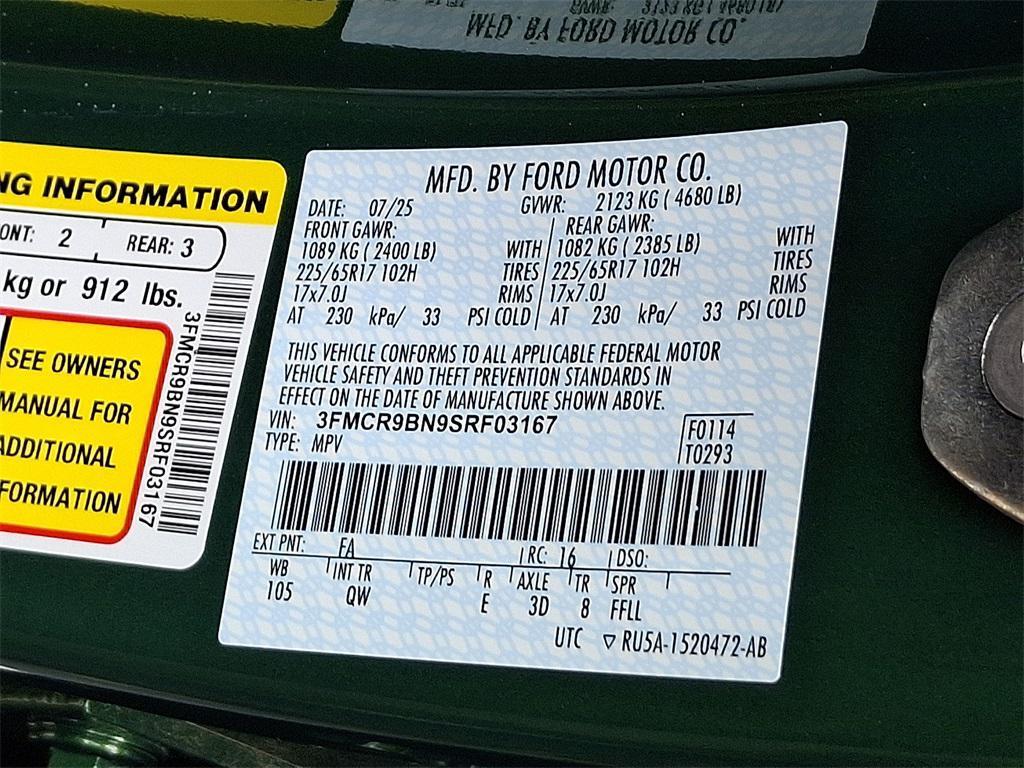 MFD. BY FORD MOTOR CO.
NG INFORMATION
ONT: 2 REAR: 3
kg or 912 lbs.
SEE OWNERS
MANUAL FOR
ADDITIONAL
FORMATION
3FMCR9BN9SRF03167
MFD. BY FORD MOTOR CO.
DATE: 07/25 GVWR: 2123 KG ( 4680 LB)
FRONT GAWR: REAR GAWR:
1089 KG ( 2400 LB) WITH 1082 KG ( 2385 LB) WITH
225/65R17 102H TIRES 225/65R17 102H TIRES
17x7.0J RIMS 17x7.0J RIMS
AT 230 kPa/ 33 PSI COLD AT 230 kPa/ 33 PSI COLD
THIS VEHICLE CONFORMS TO ALL APPLICABLE FEDERAL MOTOR
VEHICLE SAFETY AND THEFT PREVENTION STANDARDS IN
EFFECT ON THE DATE OF MANUFACTURE SHOWN ABOVE.
VIN: 3FMCR9BN9SRF03167
TYPE: MPV
F0114
T0293
EXT PNT: FA RC: 16 DSO:
WB INT TR TP/PS R AXLE TR SPR
105 QW E 3D 8 FFLL
UTC ▽ RU5A-1520472-AB